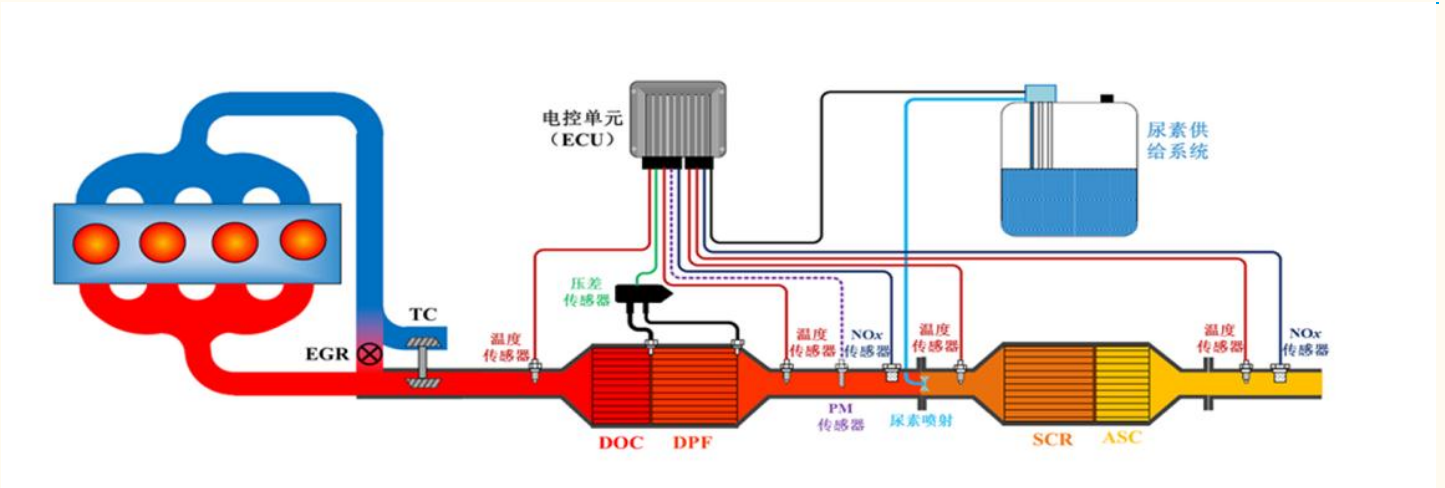 电控单元
（ECU）
尿素供
给系统
压差
传感器
TC
EGR
温度
传感器
温度
传感器
NOx
传感器
温度
传感器
温度
传感器
NOx
传感器
PM
传感器
尿素喷射
DOC
DPF
SCR
ASC